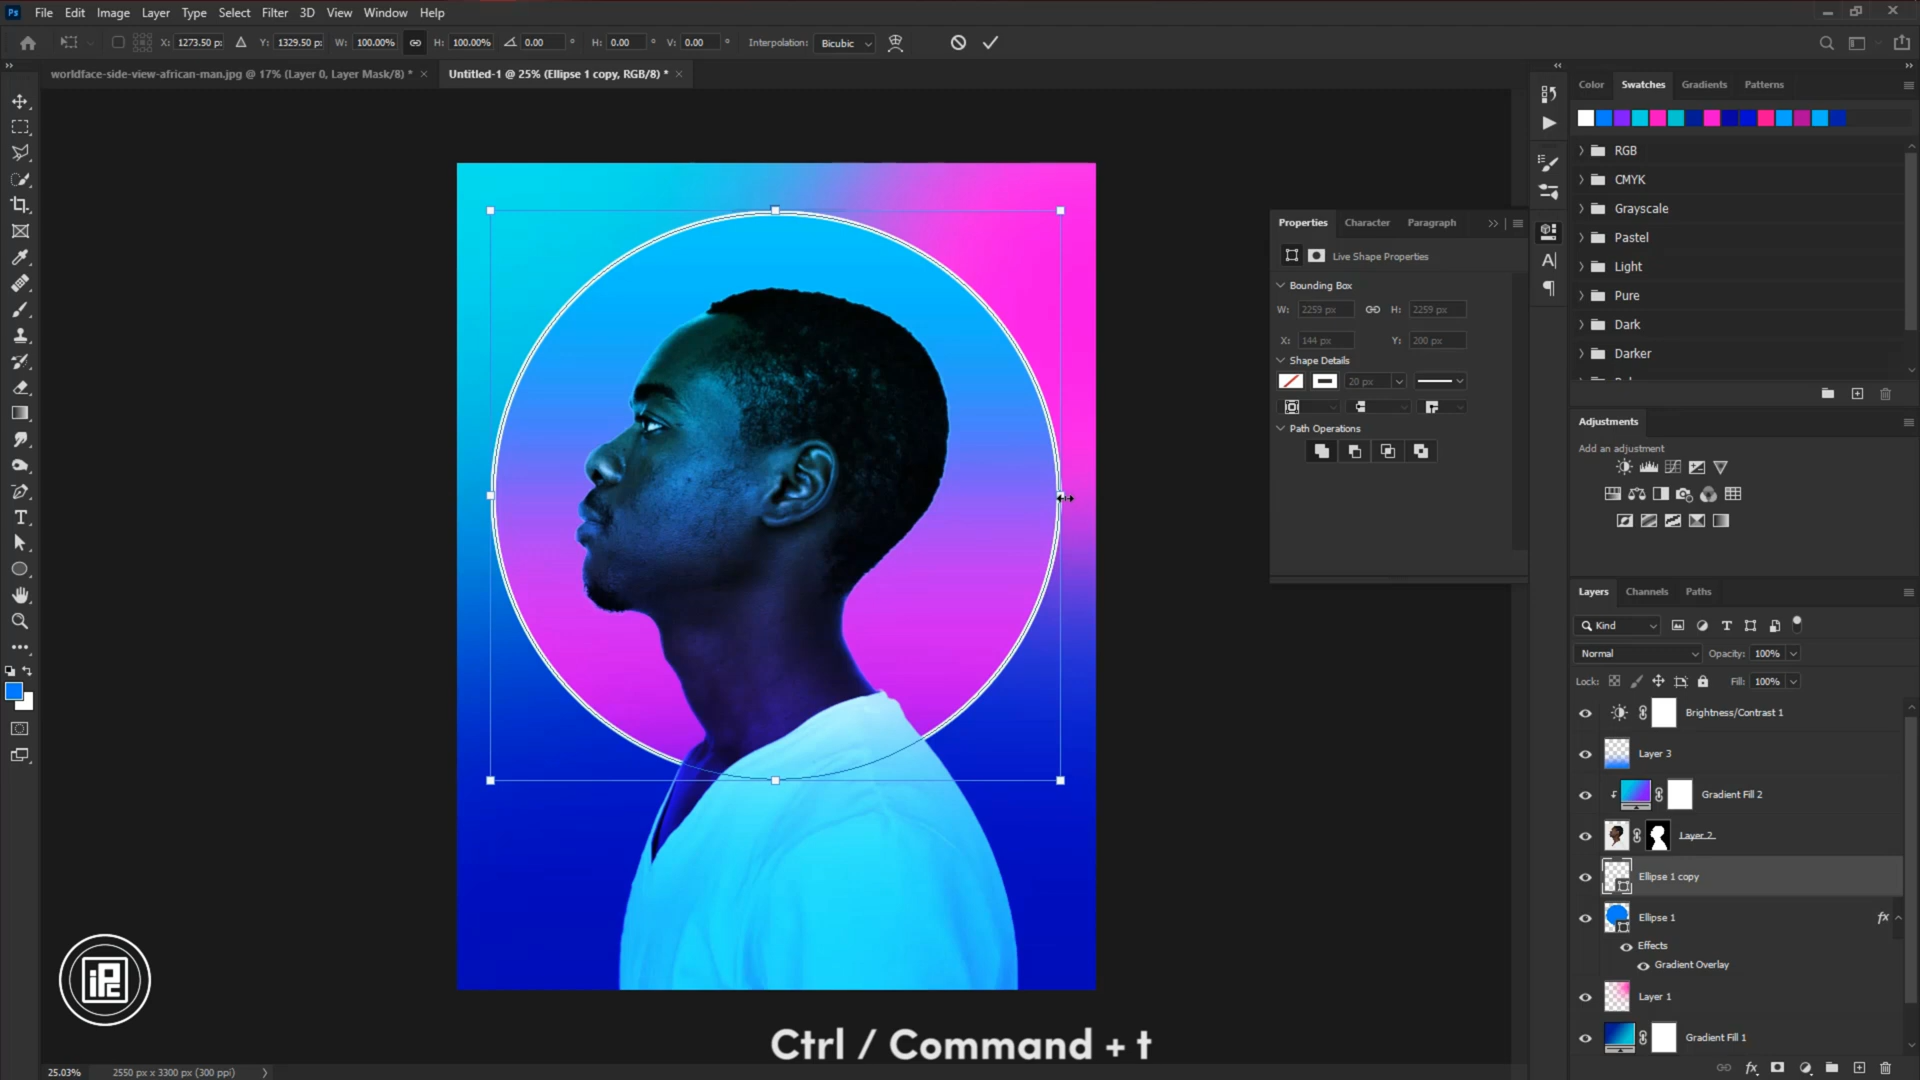 Ps File Edit Image Layer Type Select Filter 3D View Window Help
X: 1273.50 p: Y: 1329.50 p: W: 100.00% H: 100.00% 0.00 ° H: 0.00 ° V: 0.00 ° Interpolation: Bicubic
worldface-side-view-african-man.jpg @ 17% (Layer 0, Layer Mask/8) * × Untitled-1 @ 25% (Ellipse 1 copy, RGB/8) * ×
Color Swatches Gradients Patterns
RGB
CMYK
Grayscale
Pastel
Light
Pure
Dark
Darker
Properties Character Paragraph
Live Shape Properties
Bounding Box
W: 2259 px H: 2259 px
X: 144 px Y: 200 px
Shape Details
20 px
Path Operations
Adjustments
Add an adjustment
Layers Channels Paths
Kind
Normal Opacity: 100%
Lock: Fill: 100%
Brightness/Contrast 1
Layer 3
Gradient Fill 2
Layer 2
Ellipse 1 copy
Ellipse 1 fx
Effects
Gradient Overlay
Layer 1
Gradient Fill 1
Ctrl / Command + t
25.03% 2550 px x 3300 px (300 ppi)